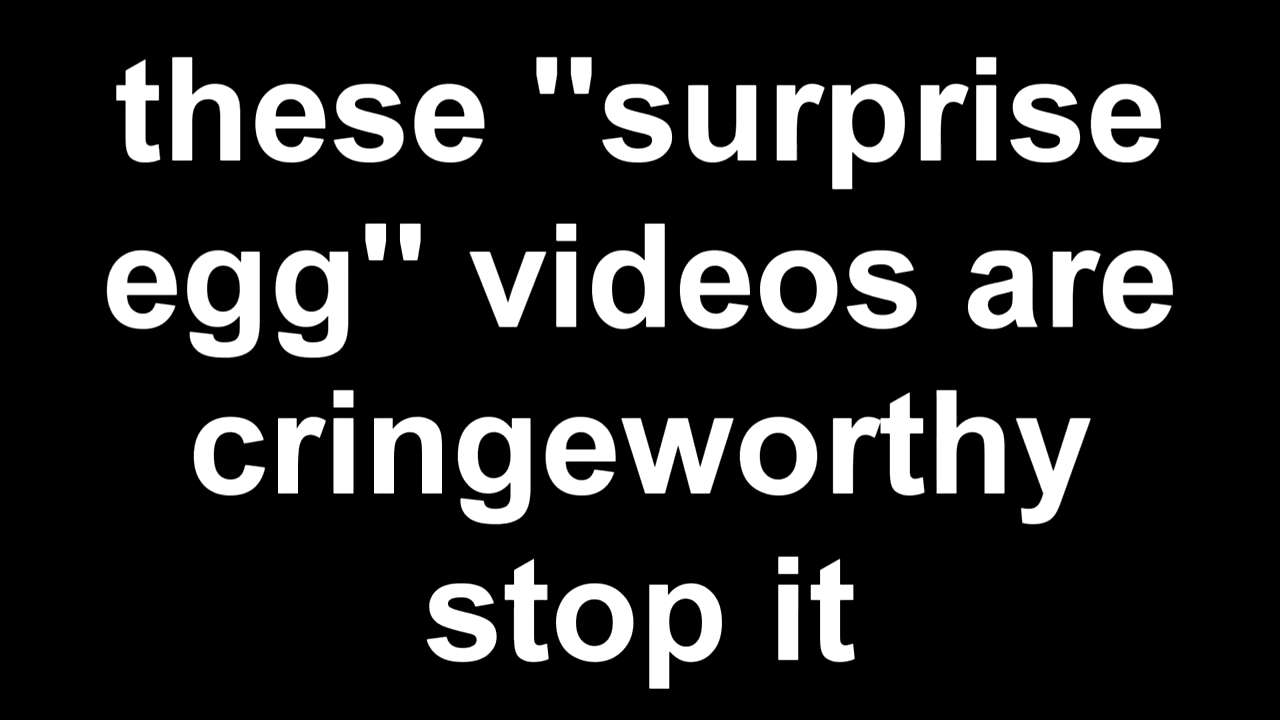 these "surprise
egg" videos are
cringeworthy
stop it